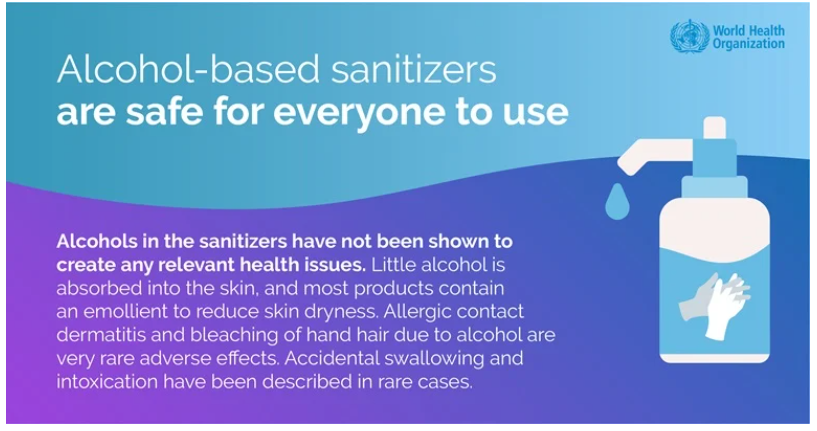 World Health
Organization
Alcohol-based sanitizers
are safe for everyone to use
Alcohols in the sanitizers have not been shown to
create any relevant health issues. Little alcohol is
absorbed into the skin, and most products contain
an emollient to reduce skin dryness. Allergic contact
dermatitis and bleaching of hand hair due to alcohol are
very rare adverse effects. Accidental swallowing and
intoxication have been described in rare cases.